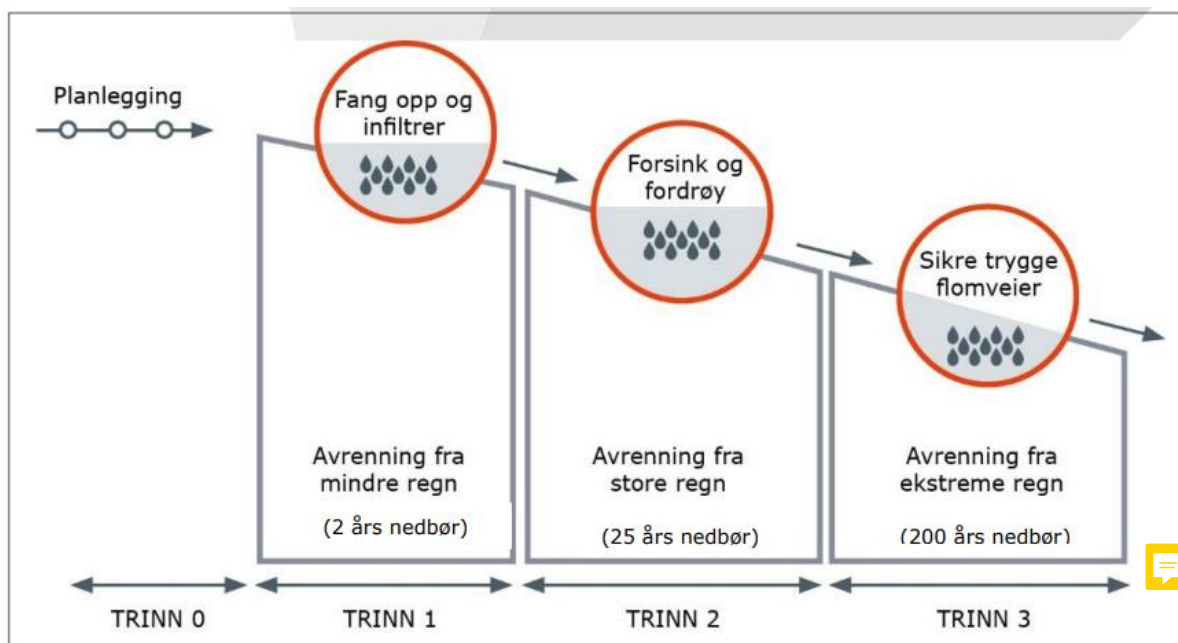 Planlegging
Fang opp og
infiltrer
Forsink og
fordrøy
Sikre trygge
flomveier
Avrenning fra
mindre regn
(2 års nedbør)
Avrenning fra
store regn
(25 års nedbør)
Avrenning fra
ekstreme regn
(200 års nedbør)
TRINN 0
TRINN 1
TRINN 2
TRINN 3